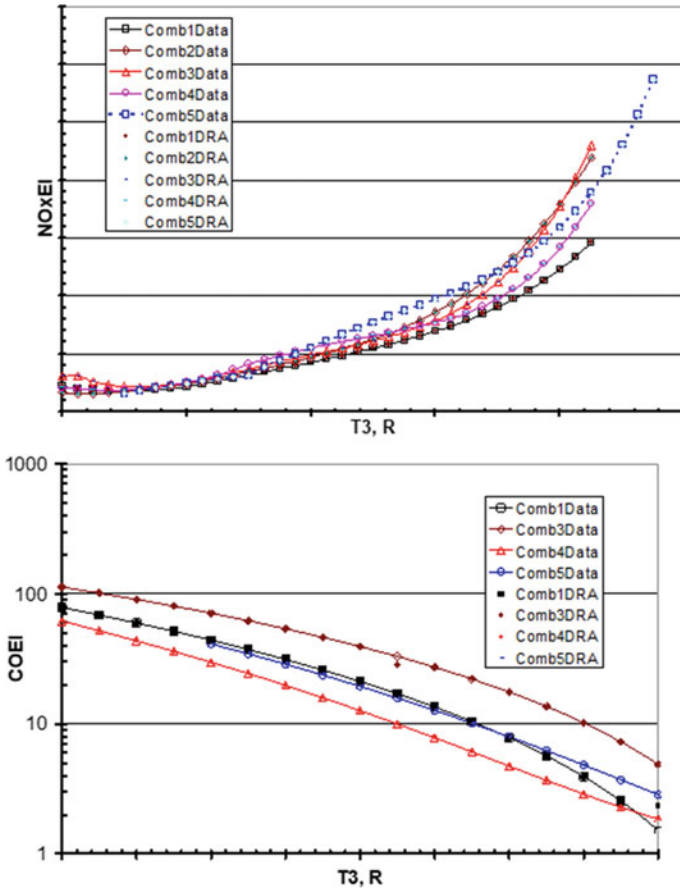 Comb1Data
Comb2Data
Comb3Data
Comb4Data
Comb5Data
Comb1DRA
Comb2DRA
Comb3DRA
Comb4DRA
Comb5DRA
NOxEI
T3, R
1000
100
10
1
COEI
Comb1Data
Comb3Data
Comb4Data
Comb5Data
Comb1DRA
Comb3DRA
Comb4DRA
Comb5DRA
T3, R